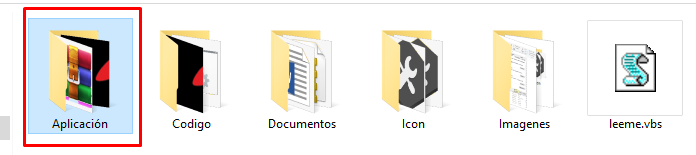 Aplicación
Codigo
Documentos
Icon
Imagenes
leeme.vbs